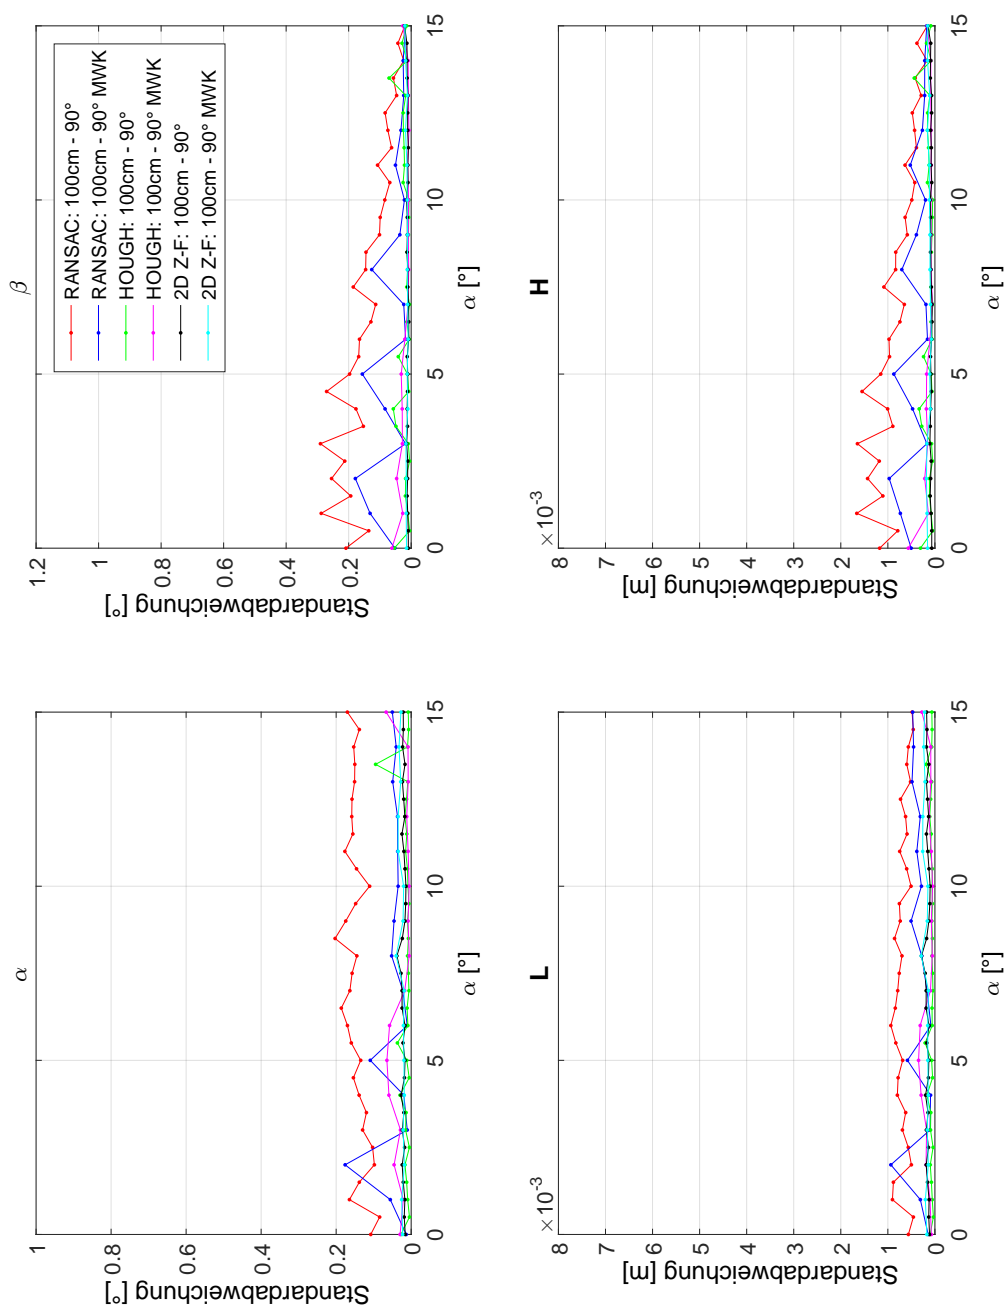 α
1
0.8
0.6
0.4
0.2
0
Standardabweichung [°]
0
5
10
15
α [°]
β
1.2
1
0.8
0.6
0.4
0.2
0
Standardabweichung [°]
0
5
10
15
α [°]
RANSAC: 100cm - 90°
RANSAC: 100cm - 90° MWK
HOUGH: 100cm - 90°
HOUGH: 100cm - 90° MWK
2D Z-F: 100cm - 90°
2D Z-F: 100cm - 90° MWK
L
×10⁻³
8
7
6
5
4
3
2
1
0
Standardabweichung [m]
0
5
10
15
α [°]
H
×10⁻³
8
7
6
5
4
3
2
1
0
Standardabweichung [m]
0
5
10
15
α [°]